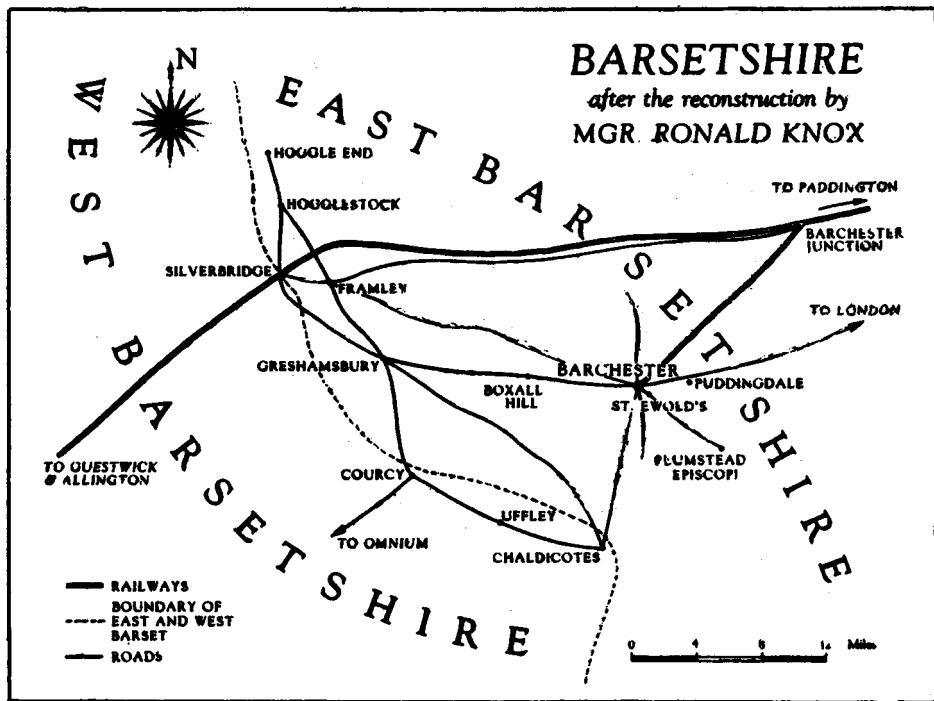 BARSETSHIRE
after the reconstruction by
MGR. RONALD KNOX
N
WEST BARSETSHIRE
EAST BARSETSHIRE
HOGGLE END
HOGGLESTOCK
TO PADDINGTON
BARCHESTER
JUNCTION
SILVERBRIDGE
FRAMLEY
TO LONDON
GRESHAMSBURY
BOXALL
HILL
BARCHESTER
PUDDINGDALE
ST. EWOLD'S
PLUMSTEAD
EPISCOPI
TO GUESTWICK
& ALLINGTON
COURCY
UFFLEY
TO OMNIUM
CHALDICOTES
RAILWAYS
BOUNDARY OF
EAST AND WEST
BARSET
ROADS
0 4 8 12 Miles